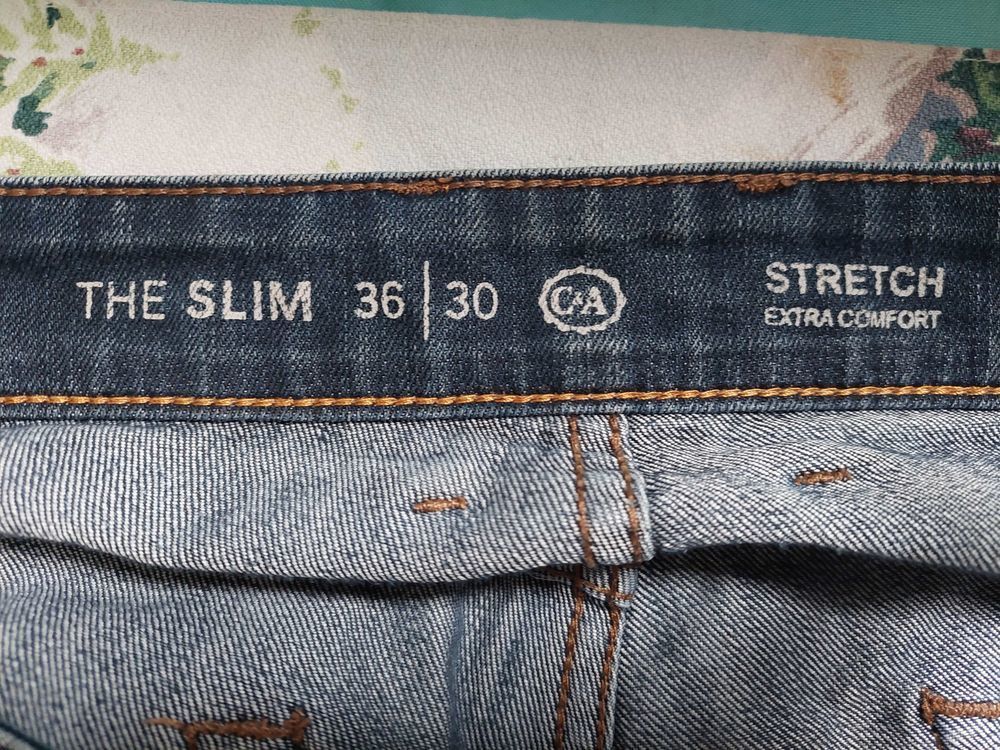 THE SLIM 36 | 30 C&A STRETCH
EXTRA COMFORT